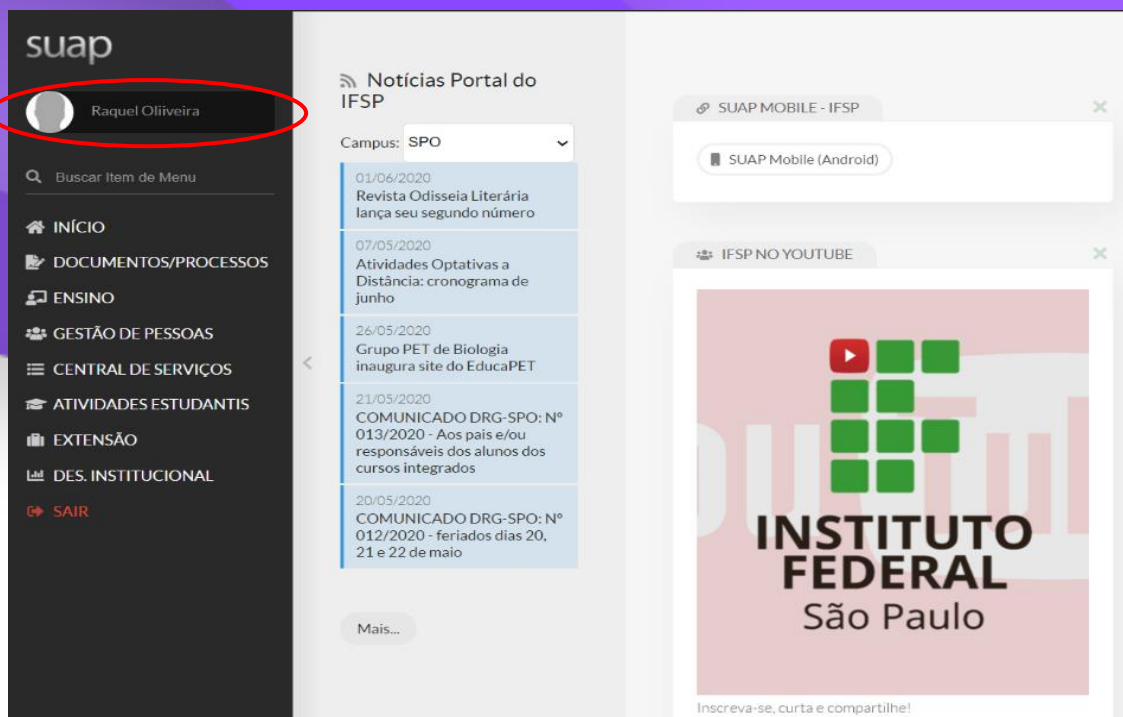 suap
Raquel Oliiveira
Buscar Item de Menu
INÍCIO
DOCUMENTOS/PROCESSOS
ENSINO
GESTÃO DE PESSOAS
CENTRAL DE SERVIÇOS
ATIVIDADES ESTUDANTIS
EXTENSÃO
DES. INSTITUCIONAL
SAIR
Notícias Portal do
IFSP
Campus: SPO
01/06/2020
Revista Odisseia Literária
lança seu segundo número
07/05/2020
Atividades Optativas a
Distância: cronograma de
junho
26/05/2020
Grupo PET de Biologia
inaugura site do EducaPET
21/05/2020
COMUNICADO DRG-SPO: Nº
013/2020 - Aos pais e/ou
responsáveis dos alunos dos
cursos integrados
20/05/2020
COMUNICADO DRG-SPO: Nº
012/2020 - feriados dias 20,
21 e 22 de maio
Mais...
SUAP MOBILE - IFSP
SUAP Mobile (Android)
IFSP NO YOUTUBE
INSTITUTO
FEDERAL
São Paulo
Inscreva-se, curta e compartilhe!